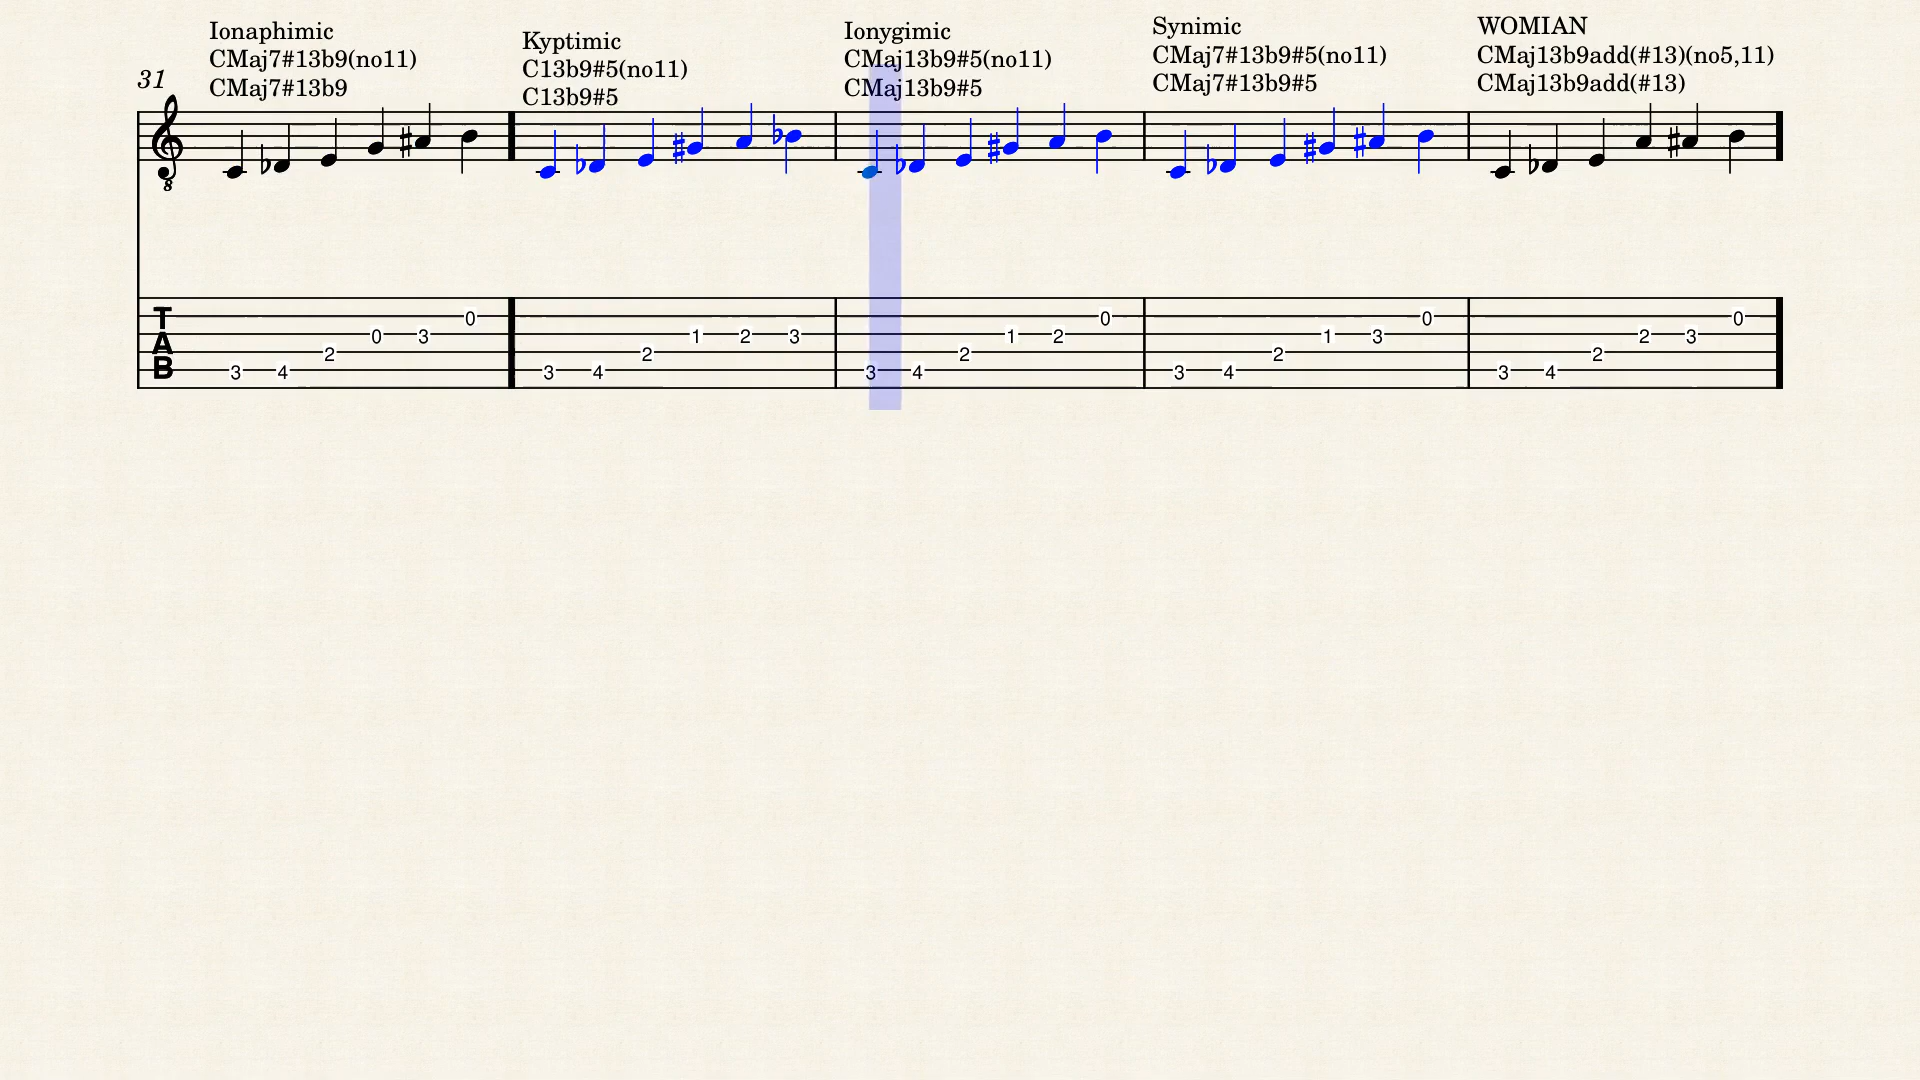 Ionaphimic
CMaj7#13b9(no11)
CMaj7#13b9
Kyptimic
C13b9#5(no11)
C13b9#5
Ionygimic
CMaj13b9#5(no11)
CMaj13b9#5
Synimic
CMaj7#13b9#5(no11)
CMaj7#13b9#5
WOMIAN
CMaj13b9add(#13)(no5,11)
CMaj13b9add(#13)
31
8
T
A
B
3 4 2 0 3 0
3 4 2 1 2 3
3 4 2 1 2 0
3 4 2 1 3 0
3 4 2 2 3 0